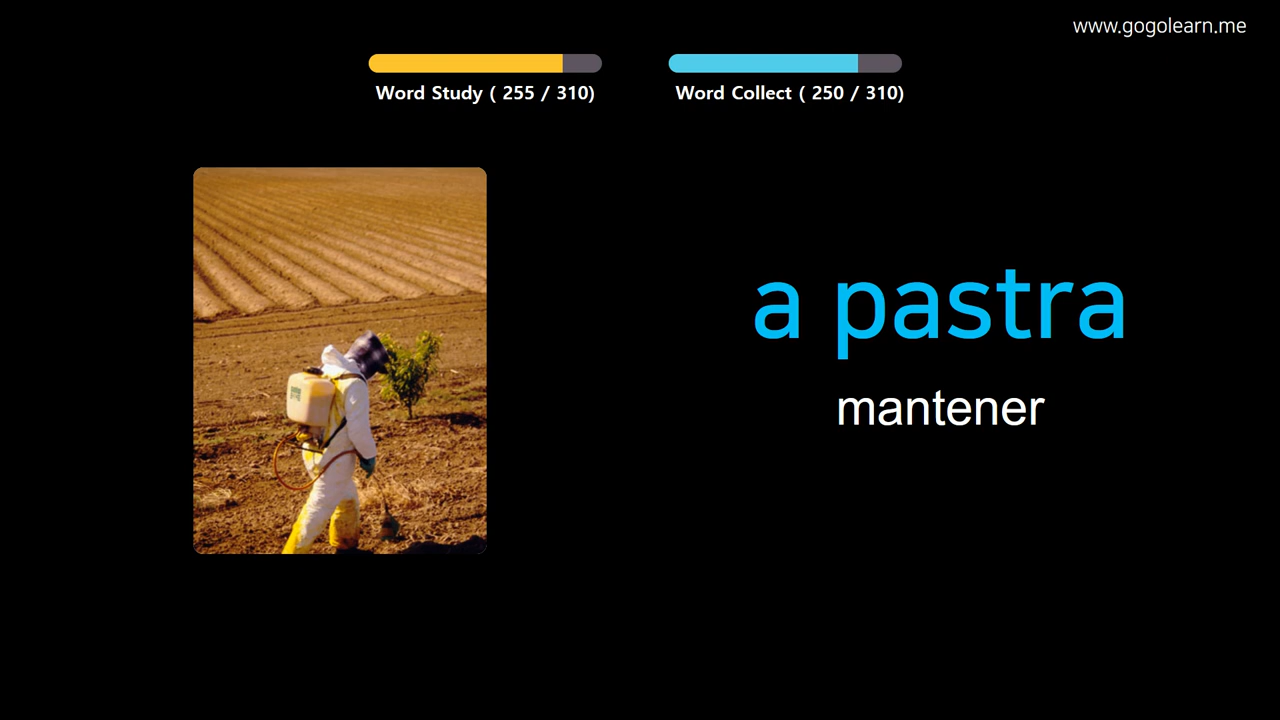 www.gogolearn.me
Word Study ( 255 / 310)
Word Collect ( 250 / 310)
a pastra
mantener